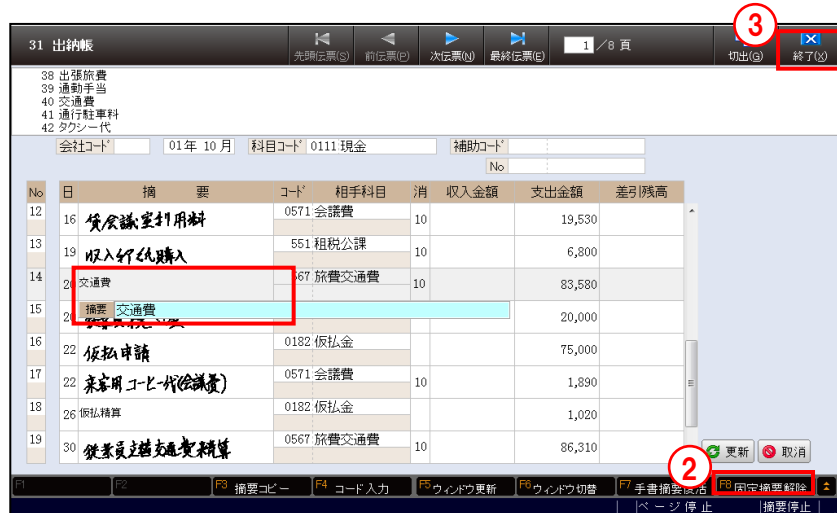 31 出納帳
先頭伝票(S) 前伝票(P) 次伝票(N) 最終伝票(E) 1 /8 頁 切出(G) 終了(X)
3
38 出張旅費
39 通勤手当
40 交通費
41 通行駐車料
42 タクシー代
会社コード 01年 10月 科目コード 0111 現金 補助コード
No
No 日 摘 要 コード 相手科目 消 収入金額 支出金額 差引残高
12 16 貸会議室利用料 0571 会議費 10 19,530
13 19 収入印紙購入 551 租税公課 10 6,800
14 20 交通費 567 旅費交通費 10 83,580
摘要 交通費
15 20,000
16 22 仮払申請 0182 仮払金 75,000
17 22 来客用コーヒー代(会議費) 0571 会議費 10 1,890
18 26 仮払精算 0182 仮払金 1,020
19 30 従業員立替交通費精算 0567 旅費交通費 10 86,310
更新 取消
2
F1 F2 F3 摘要コピー F4 コード入力 F5 ウィンドウ更新 F6 ウィンドウ切替 F7 手書摘要復活 F8 固定摘要解除
ページ停止 摘要停止